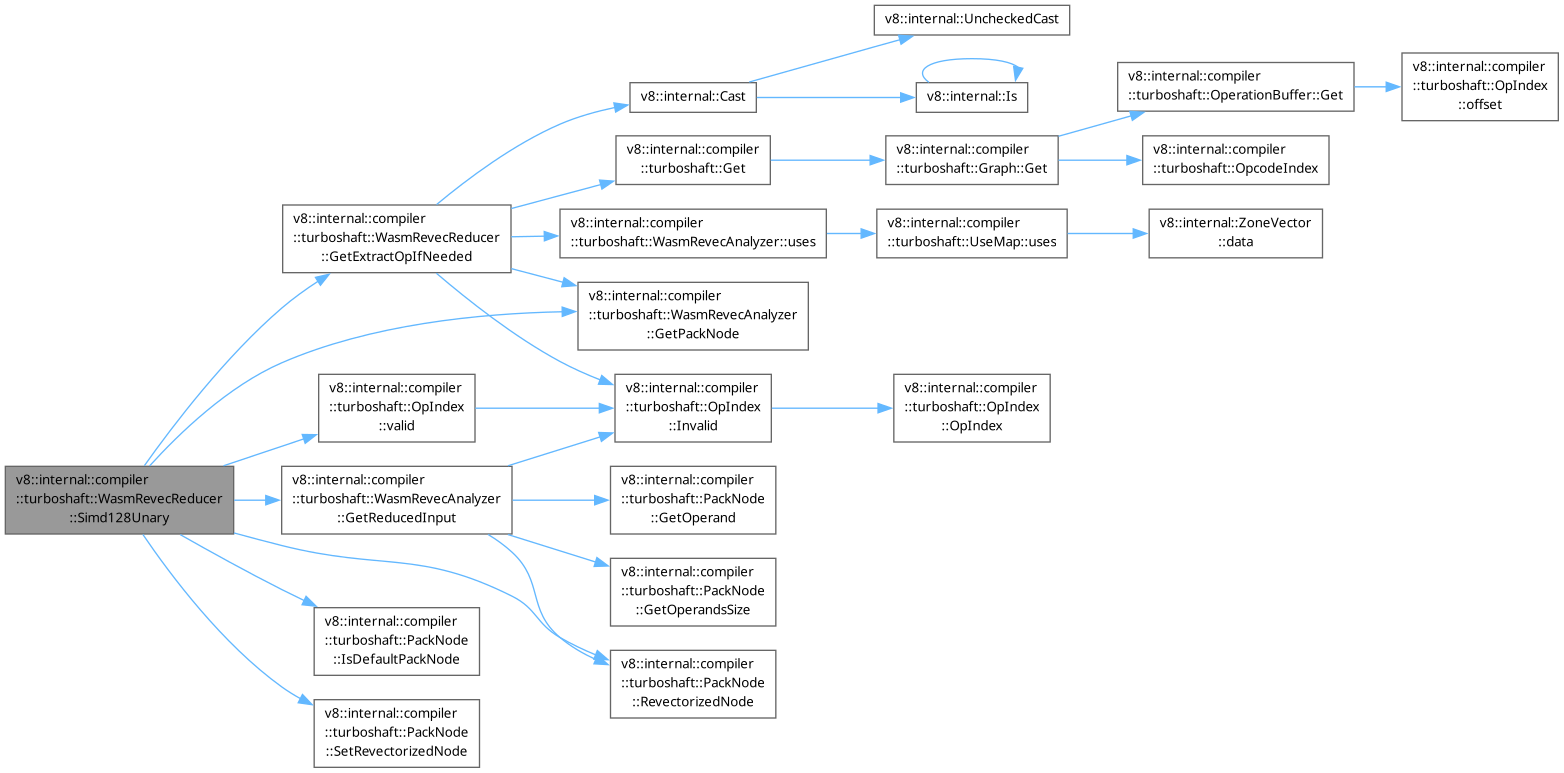 v8::internal::UncheckedCast
v8::internal::Cast
v8::internal::Is
v8::internal::compiler
::turboshaft::OperationBuffer::Get
v8::internal::compiler
::turboshaft::OpIndex
::offset
v8::internal::compiler
::turboshaft::Get
v8::internal::compiler
::turboshaft::Graph::Get
v8::internal::compiler
::turboshaft::OpcodeIndex
v8::internal::compiler
::turboshaft::WasmRevecReducer
::GetExtractOpIfNeeded
v8::internal::compiler
::turboshaft::WasmRevecAnalyzer::uses
v8::internal::compiler
::turboshaft::UseMap::uses
v8::internal::ZoneVector
::data
v8::internal::compiler
::turboshaft::WasmRevecAnalyzer
::GetPackNode
v8::internal::compiler
::turboshaft::OpIndex
::valid
v8::internal::compiler
::turboshaft::OpIndex
::Invalid
v8::internal::compiler
::turboshaft::OpIndex
::OpIndex
v8::internal::compiler
::turboshaft::WasmRevecReducer
::Simd128Unary
v8::internal::compiler
::turboshaft::WasmRevecAnalyzer
::GetReducedInput
v8::internal::compiler
::turboshaft::PackNode
::GetOperand
v8::internal::compiler
::turboshaft::PackNode
::GetOperandsSize
v8::internal::compiler
::turboshaft::PackNode
::IsDefaultPackNode
v8::internal::compiler
::turboshaft::PackNode
::RevectorizedNode
v8::internal::compiler
::turboshaft::PackNode
::SetRevectorizedNode